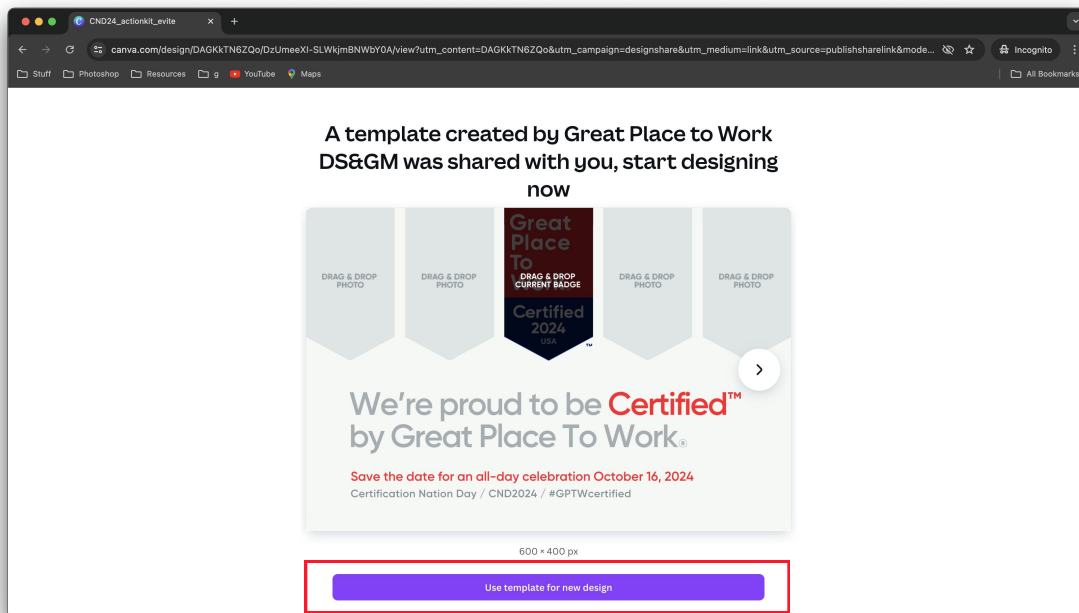 CND24_actionkit_evite
canva.com/design/DAGKkTN6ZQo/DzUmeeXI-SLWkjmBNWbY0A/view?utm_content=DAGKkTN6ZQo&utm_campaign=designshare&utm_medium=link&utm_source=publishsharelink&mode...
Incognito
Stuff Photoshop Resources g YouTube Maps All Bookmarks
A template created by Great Place to Work
DS&GM was shared with you, start designing
now
DRAG & DROP
PHOTO
DRAG & DROP
PHOTO
Great
Place
To
DRAG & DROP
CURRENT BADGE
Certified
2024
USA
™
DRAG & DROP
PHOTO
DRAG & DROP
PHOTO
We're proud to be Certified™
by Great Place To Work®
Save the date for an all-day celebration October 16, 2024
Certification Nation Day / CND2024 / #GPTWcertified
600 × 400 px
Use template for new design